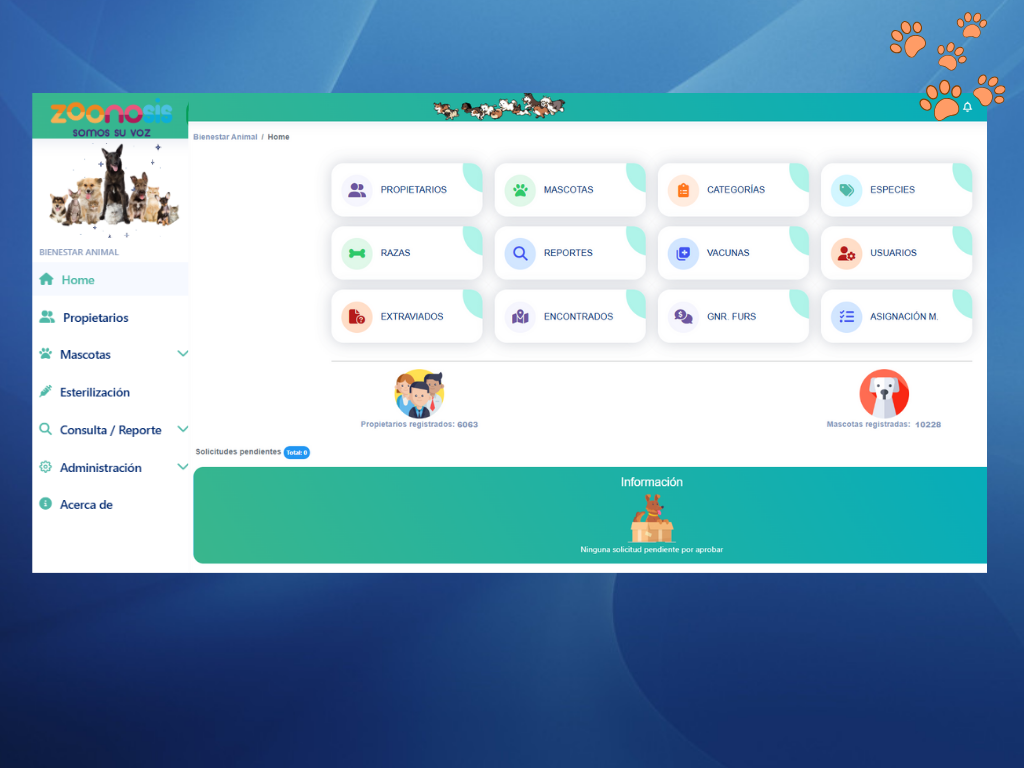 zoonosis
somos su voz
Bienestar Animal / Home
BIENESTAR ANIMAL
Home
Propietarios
Mascotas
Esterilización
Consulta / Reporte
Administración
Acerca de
PROPIETARIOS
MASCOTAS
CATEGORÍAS
ESPECIES
RAZAS
REPORTES
VACUNAS
USUARIOS
EXTRAVIADOS
ENCONTRADOS
GNR. FURS
ASIGNACIÓN M.
Propietarios registrados: 6063
Mascotas registradas: 10228
Solicitudes pendientes Total: 0
Información
Ninguna solicitud pendiente por aprobar